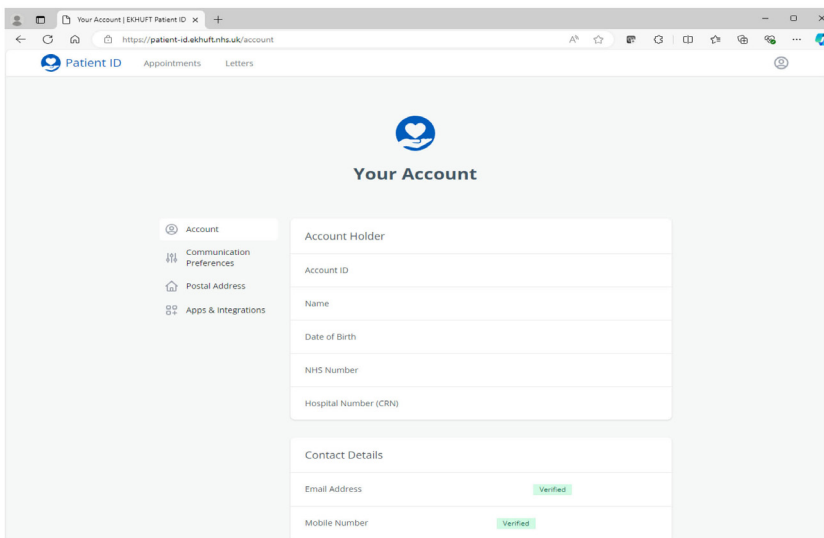 Your Account | EKHUFT Patient ID
https://patient-id.ekhuft.nhs.uk/account
Patient ID Appointments Letters
Your Account
Account
Communication
Preferences
Postal Address
Apps & Integrations
Account Holder
Account ID
Name
Date of Birth
NHS Number
Hospital Number (CRN)
Contact Details
Email Address Verified
Mobile Number Verified